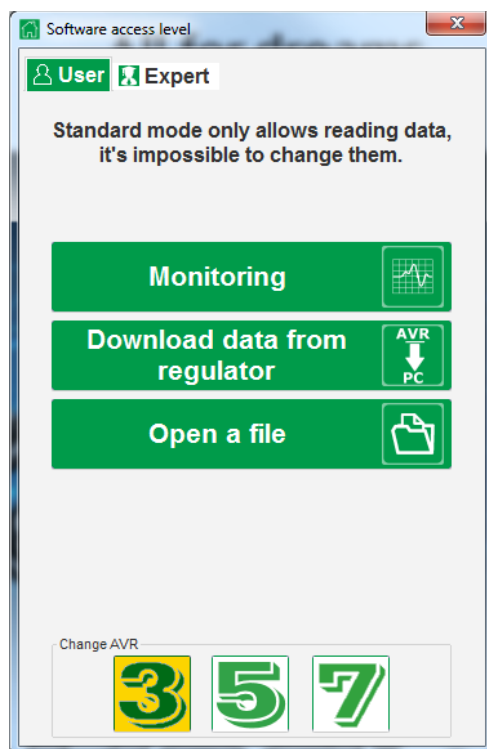 Software access level
User Expert
Standard mode only allows reading data,
it's impossible to change them.
Monitoring
Download data from
regulator
AVR
PC
Open a file
Change AVR
3 5 7